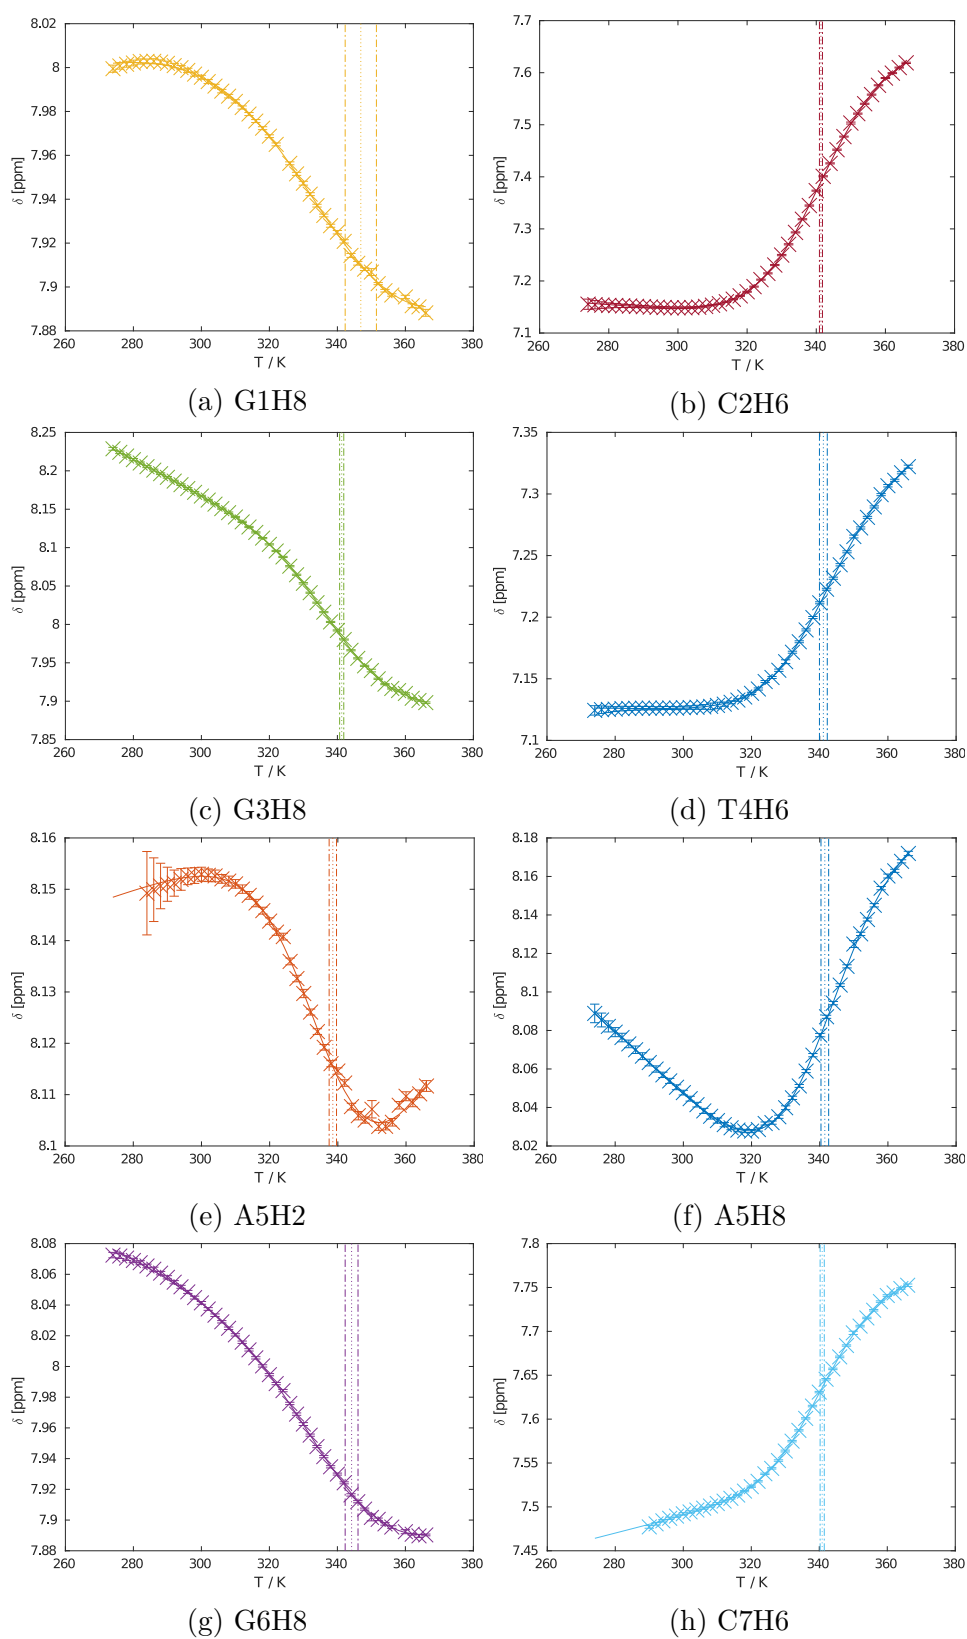 8.02
8
7.98
7.96
7.94
7.92
7.9
7.88
δ [ppm]
260 280 300 320 340 360 380
T / K
(a) G1H8
7.7
7.6
7.5
7.4
7.3
7.2
7.1
δ [ppm]
260 280 300 320 340 360 380
T / K
(b) C2H6
8.25
8.2
8.15
8.1
8.05
8
7.95
7.9
7.85
δ [ppm]
260 280 300 320 340 360 380
T / K
(c) G3H8
7.35
7.3
7.25
7.2
7.15
7.1
δ [ppm]
260 280 300 320 340 360 380
T / K
(d) T4H6
8.16
8.15
8.14
8.13
8.12
8.11
8.1
δ [ppm]
260 280 300 320 340 360 380
T / K
(e) A5H2
8.18
8.16
8.14
8.12
8.1
8.08
8.06
8.04
8.02
δ [ppm]
260 280 300 320 340 360 380
T / K
(f) A5H8
8.08
8.06
8.04
8.02
8
7.98
7.96
7.94
7.92
7.9
7.88
δ [ppm]
260 280 300 320 340 360 380
T / K
(g) G6H8
7.8
7.75
7.7
7.65
7.6
7.55
7.5
7.45
δ [ppm]
260 280 300 320 340 360 380
T / K
(h) C7H6